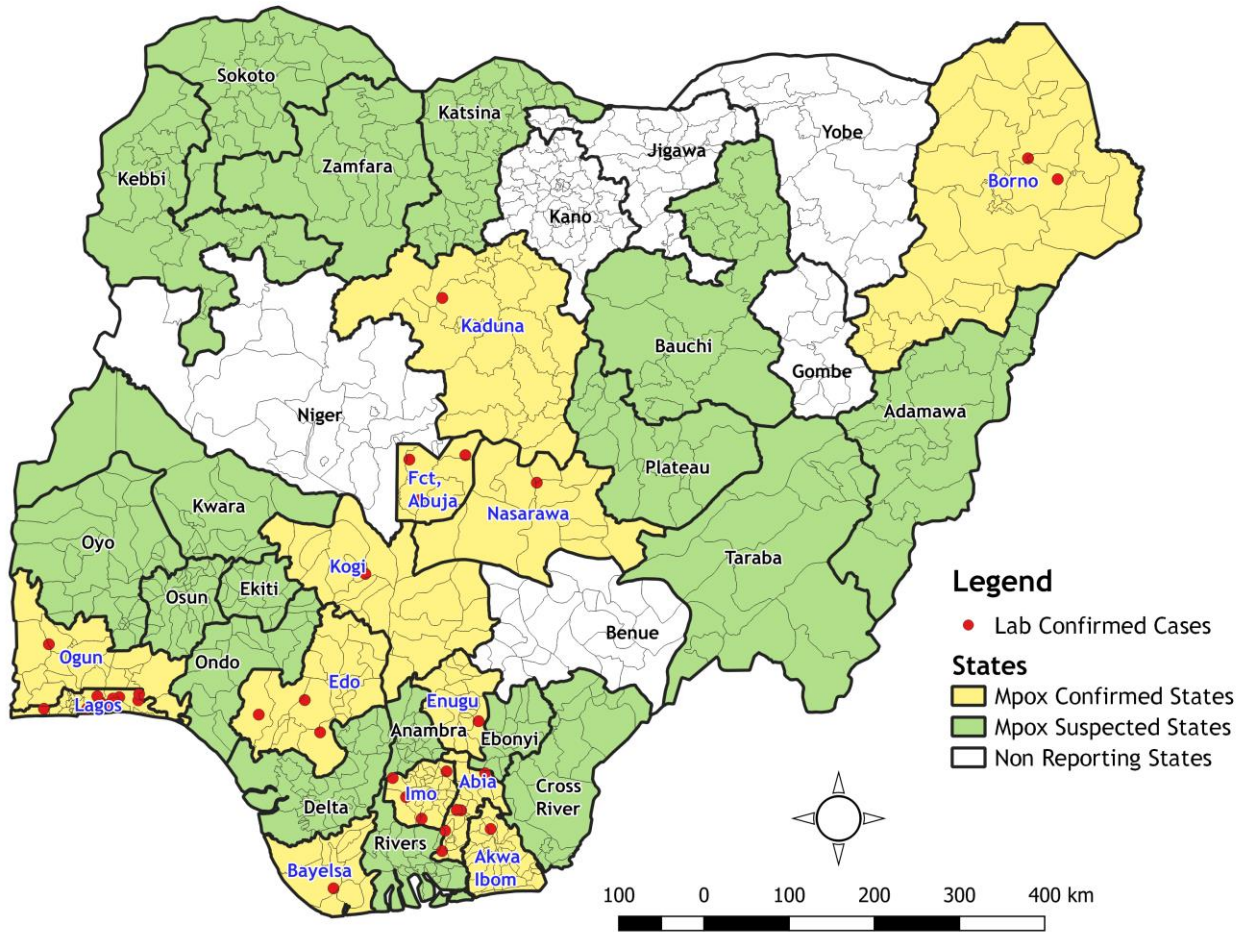 Sokoto
Katsina
Yobe
Jigawa
Zamfara
Kebbi
Borno
Kano
Kaduna
Bauchi
Gombe
Niger
Adamawa
Plateau
Fct,
Abuja
Kwara
Nasarawa
Oyo
Taraba
Kogi
Ekiti
Osun
Benue
Ogun
Ondo
Edo
Enugu
Lagos
Anambra
Ebonyi
Imo
Abia
Cross
River
Delta
Rivers
Bayelsa
Akwa
Ibom
Legend
Lab Confirmed Cases
States
Mpox Confirmed States
Mpox Suspected States
Non Reporting States
100 0 100 200 300 400 km